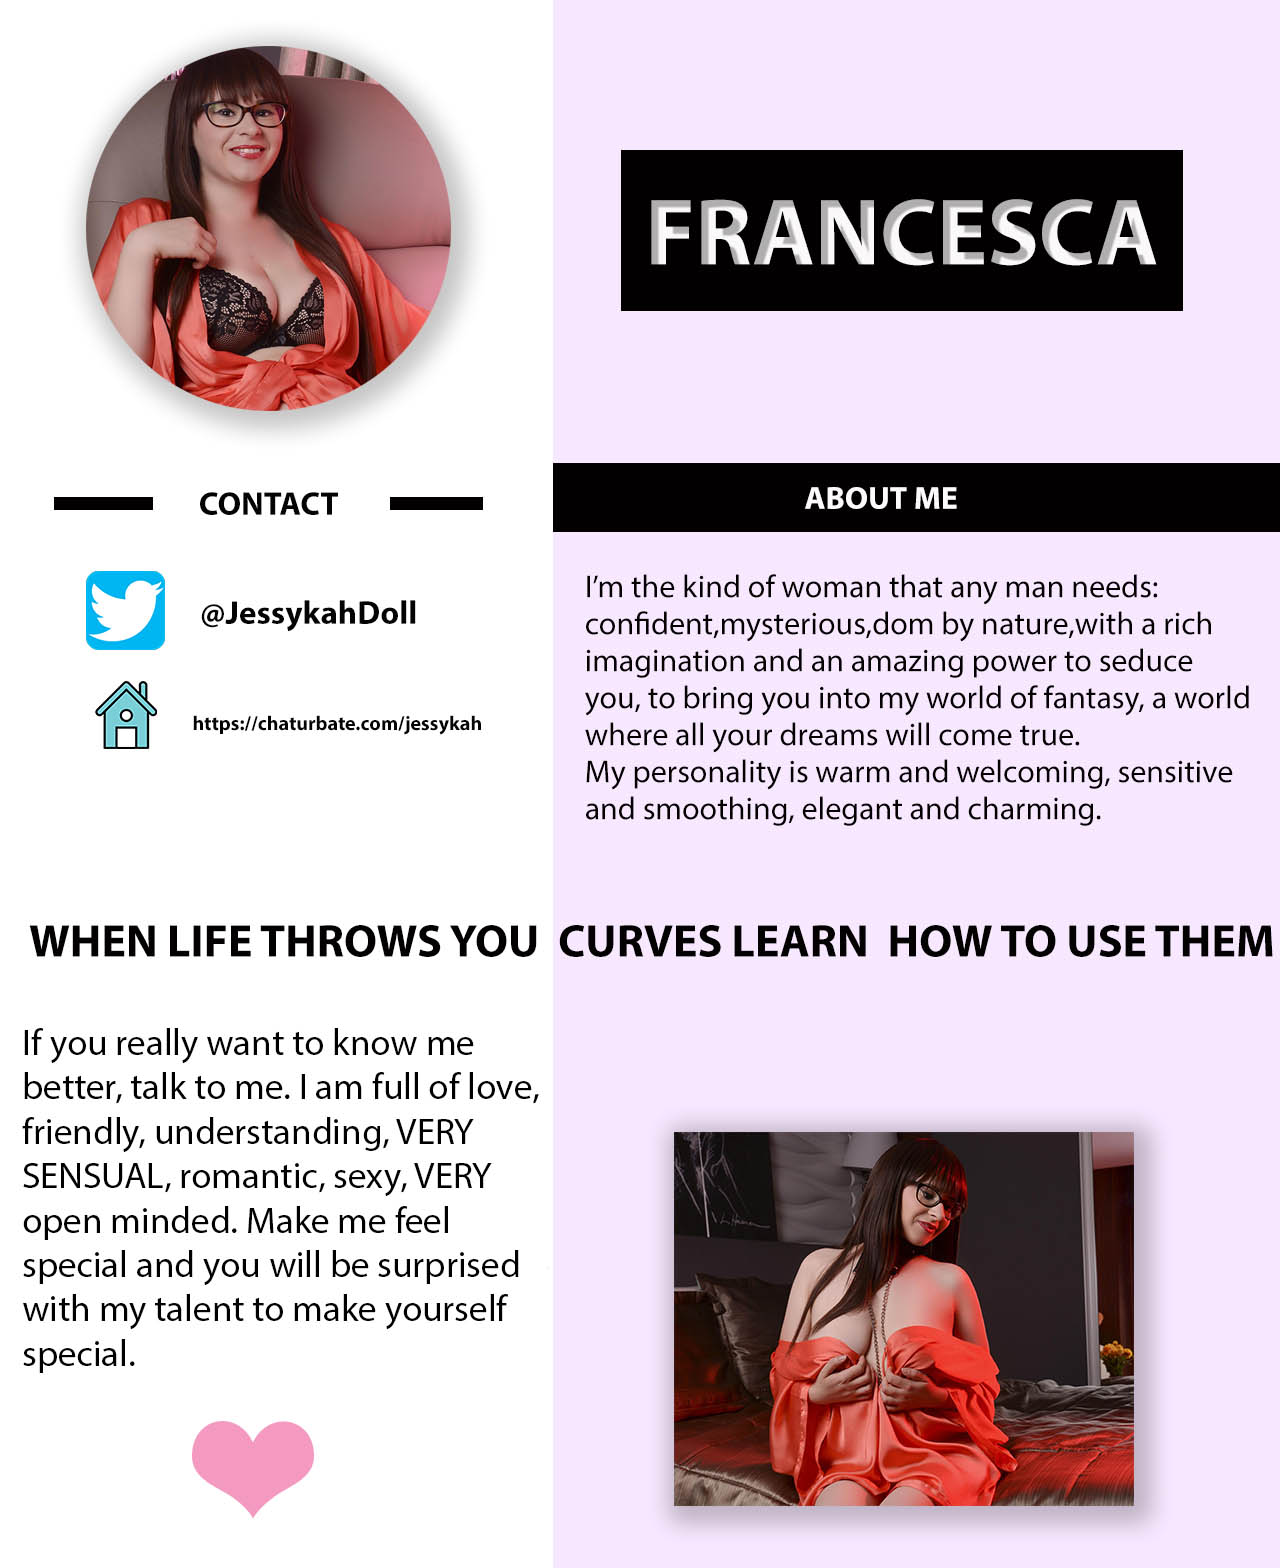 FRANCESCA
CONTACT
@JessykahDoll
https://chaturbate.com/jessykah
ABOUT ME
I'm the kind of woman that any man needs:
confident,mysterious,dom by nature,with a rich
imagination and an amazing power to seduce
you, to bring you into my world of fantasy, a world
where all your dreams will come true.
My personality is warm and welcoming, sensitive
and smoothing, elegant and charming.
WHEN LIFE THROWS YOU CURVES LEARN HOW TO USE THEM
If you really want to know me
better, talk to me. I am full of love,
friendly, understanding, VERY
SENSUAL, romantic, sexy, VERY
open minded. Make me feel
special and you will be surprised
with my talent to make yourself
special.